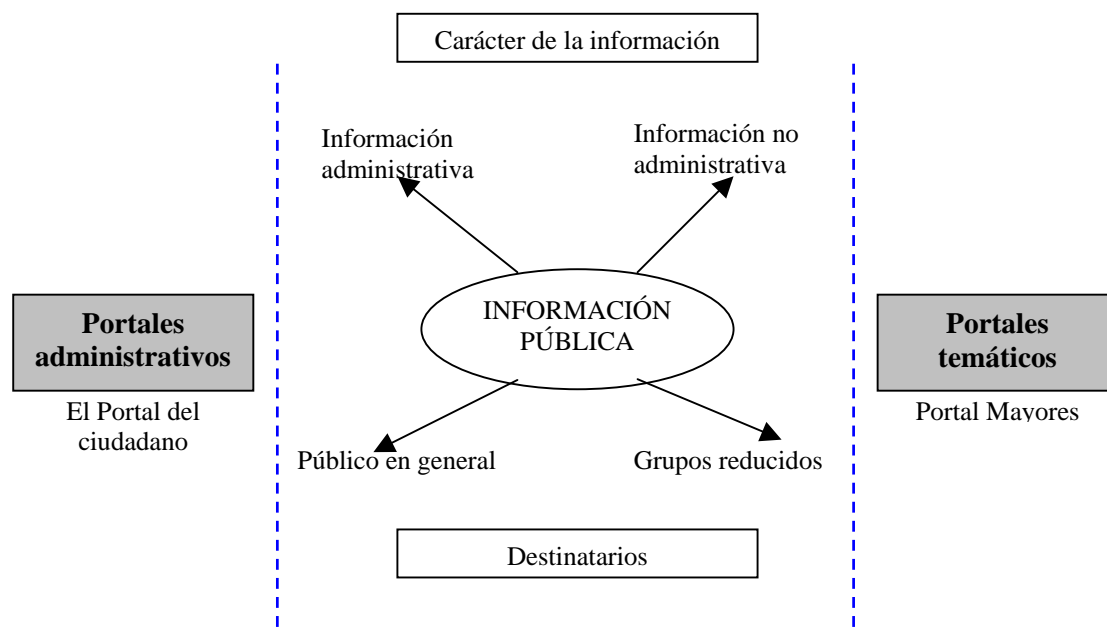 Carácter de la información
Información
administrativa
Información no
administrativa
INFORMACIÓN
PÚBLICA
Portales
administrativos
El Portal del
ciudadano
Portales
temáticos
Portal Mayores
Público en general
Grupos reducidos
Destinatarios